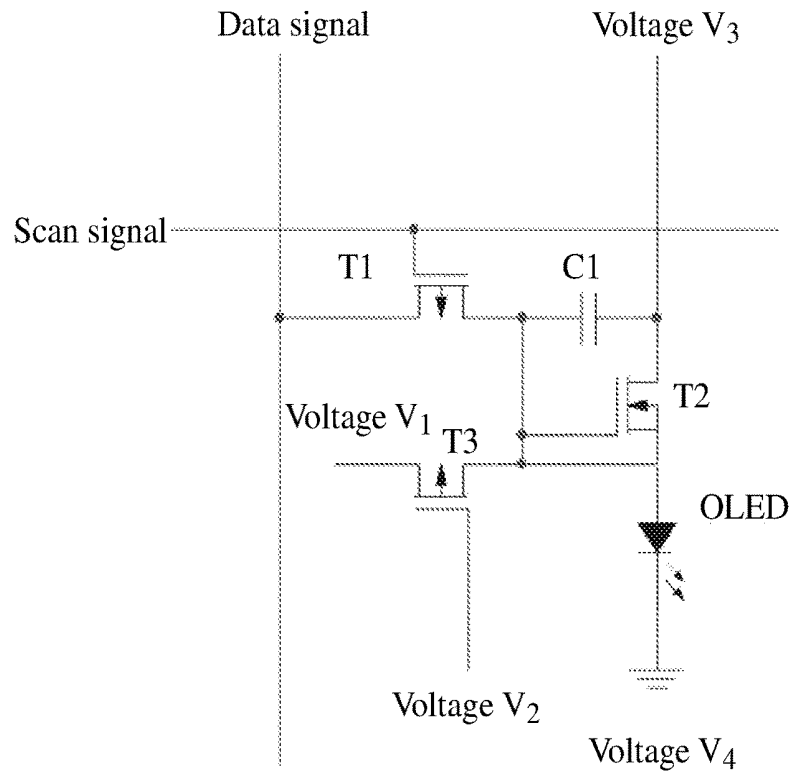 Data signal
Voltage V3
Scan signal
T1
C1
T2
Voltage V1
T3
OLED
Voltage V2
Voltage V4